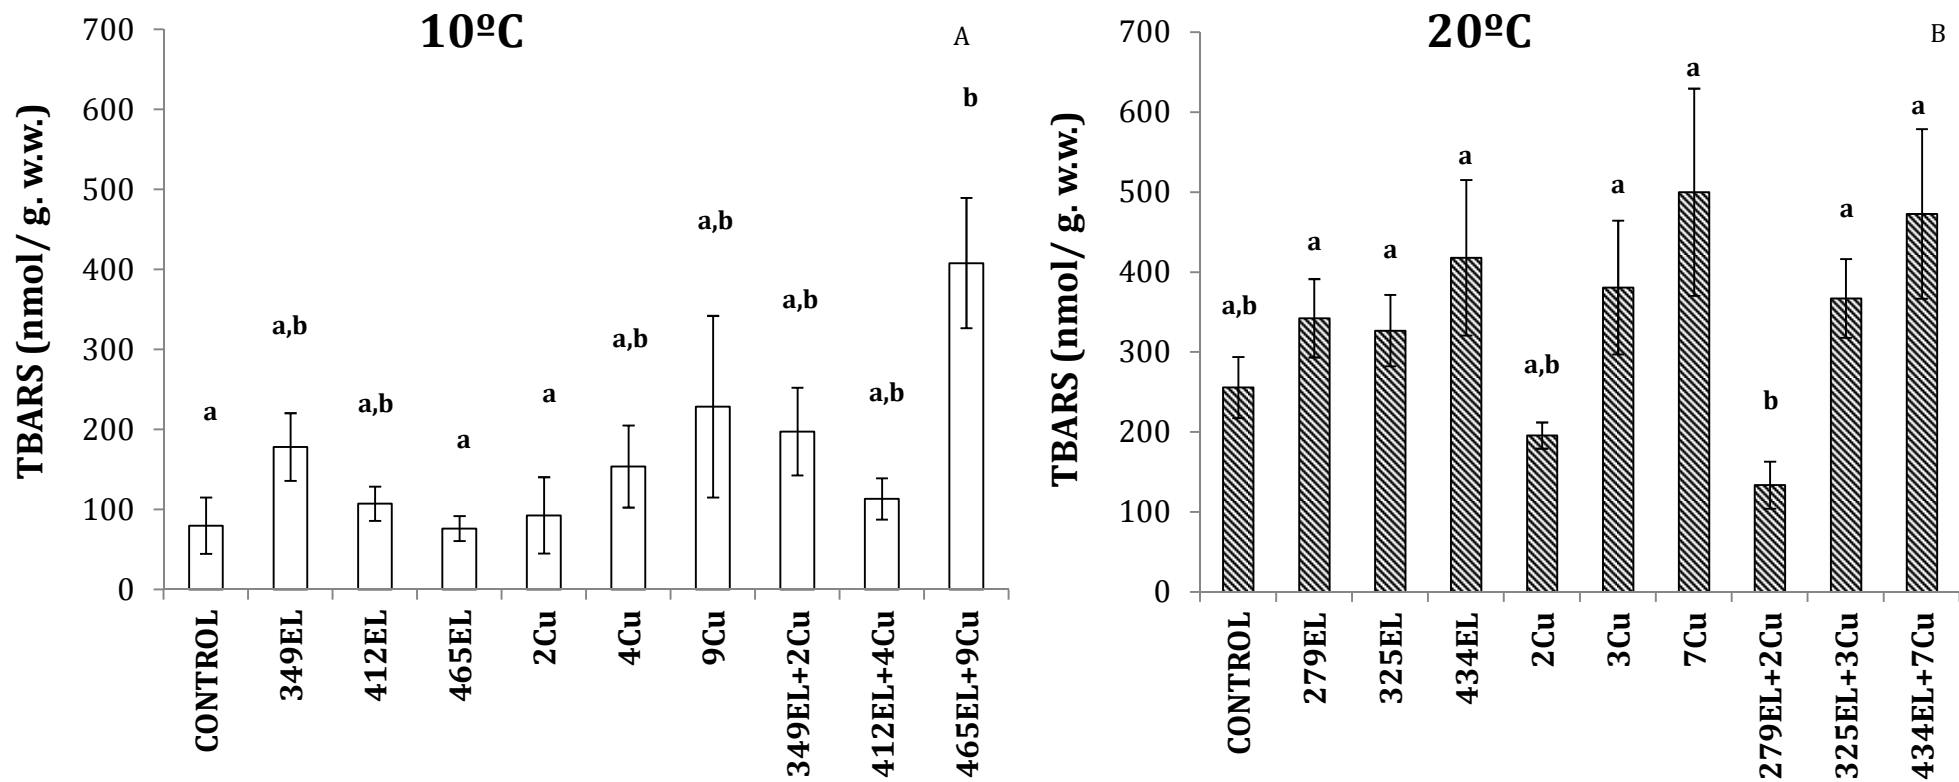 10ºC
A
TBARS (nmol/ g. w.w.)
700
600
500
400
300
200
100
0
a
a,b
a,b
a
a
a,b
a,b
a,b
a,b
b
CONTROL
349EL
412EL
465EL
2Cu
4Cu
9Cu
349EL+2Cu
412EL+4Cu
465EL+9Cu
20ºC
B
TBARS (nmol/ g. w.w.)
700
600
500
400
300
200
100
0
a,b
a
a
a
a,b
a
a
b
a
a
CONTROL
279EL
325EL
434EL
2Cu
3Cu
7Cu
279EL+2Cu
325EL+3Cu
434EL+7Cu